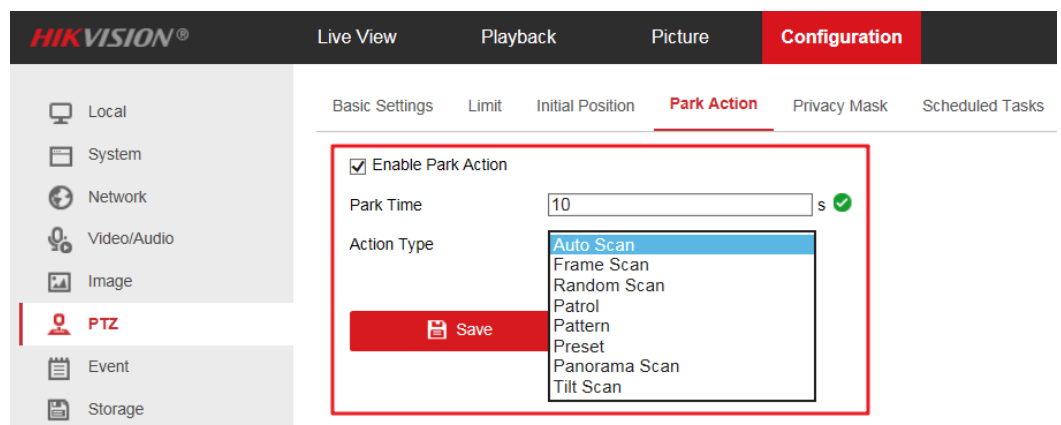 HIKVISION® Live View Playback Picture Configuration
Local
System
Network
Video/Audio
Image
PTZ
Event
Storage
Basic Settings Limit Initial Position Park Action Privacy Mask Scheduled Tasks
Enable Park Action
Park Time 10 s
Action Type
Auto Scan
Frame Scan
Random Scan
Patrol
Pattern
Preset
Panorama Scan
Tilt Scan
Save